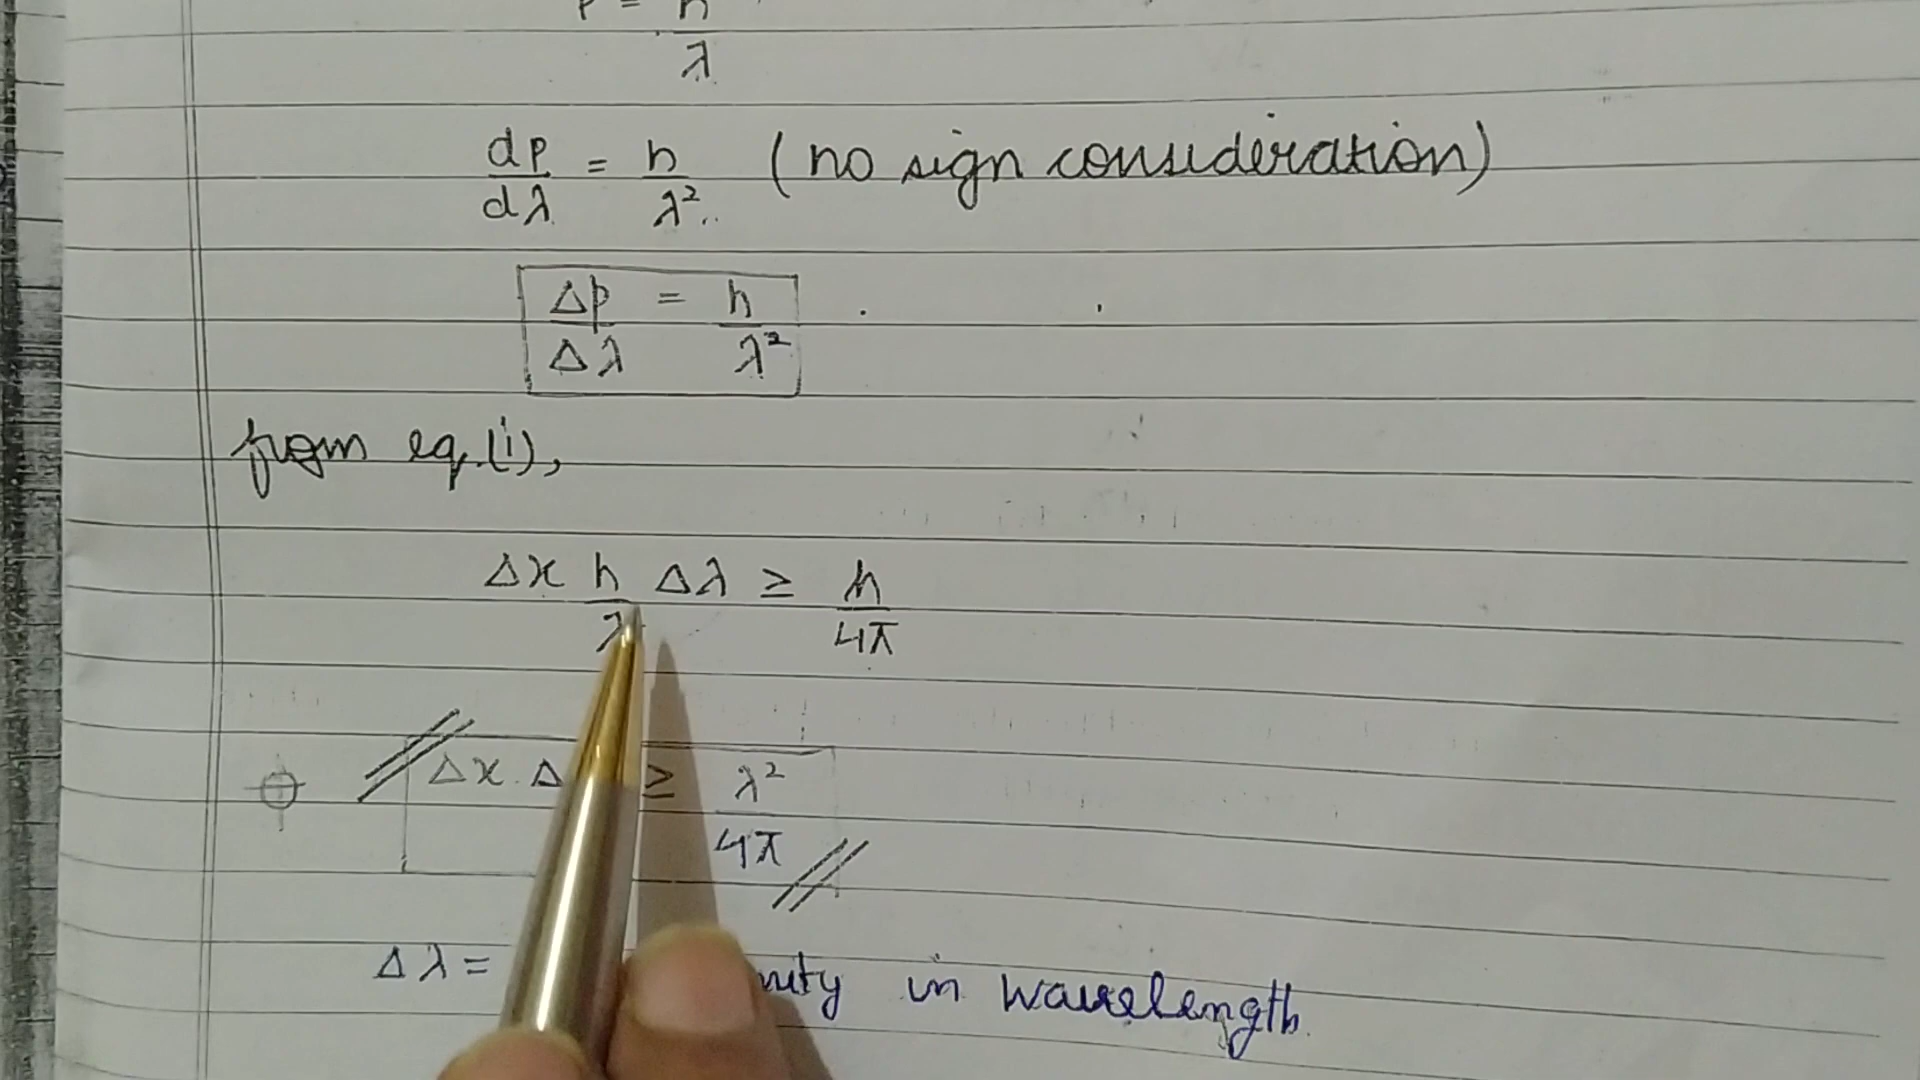 p = h/λ
dp/dλ = h/λ² (no sign consideration)
Δp/Δλ = h/λ²
from eq.(i),
Δx h/λ Δλ ≥ h/4π
Δx. Δ ≥ λ²/4π
Δλ = in wavelength.